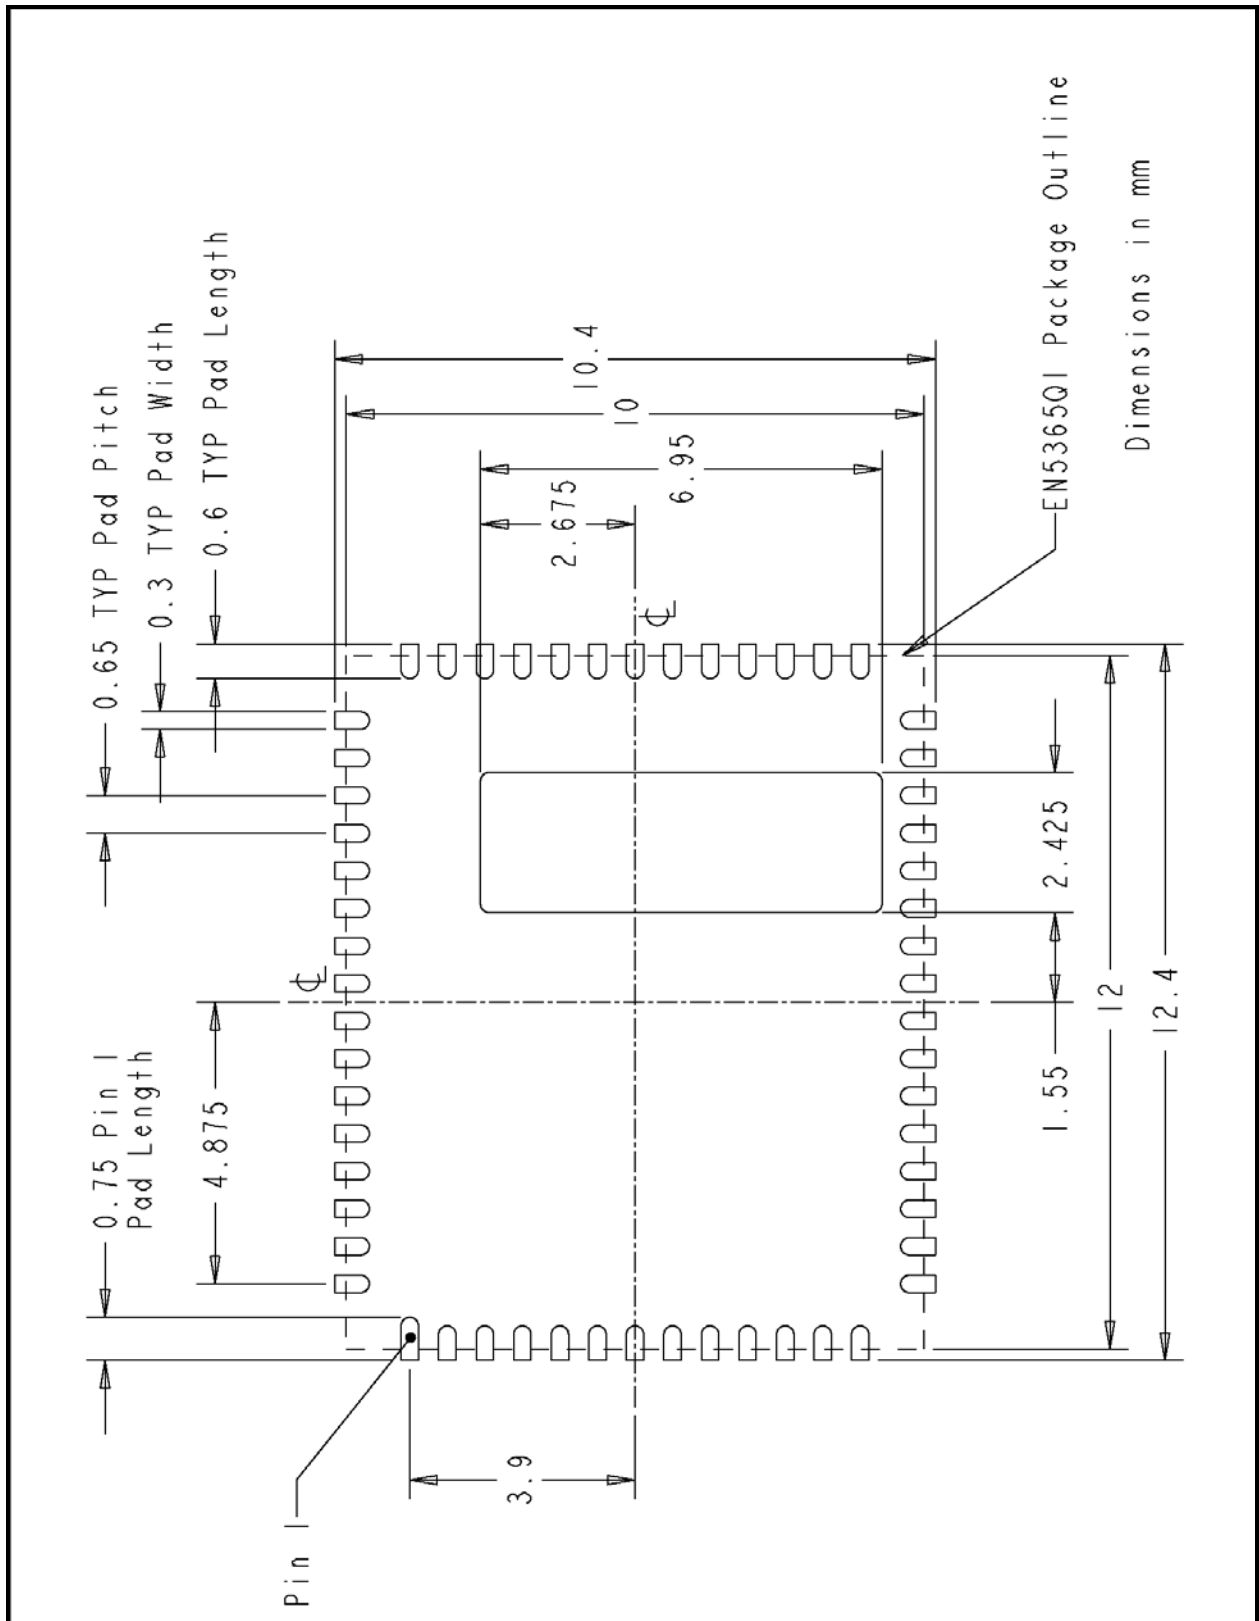 0.65 TYP Pad Pitch
0.3 TYP Pad Width
0.6 TYP Pad Length
10.4
10
6.95
2.675
CL
EN5365QI Package Outline
Dimensions in mm
CL
0.75 Pin 1
Pad Length
4.875
2.425
1.55
12
12.4
3.9
Pin 1